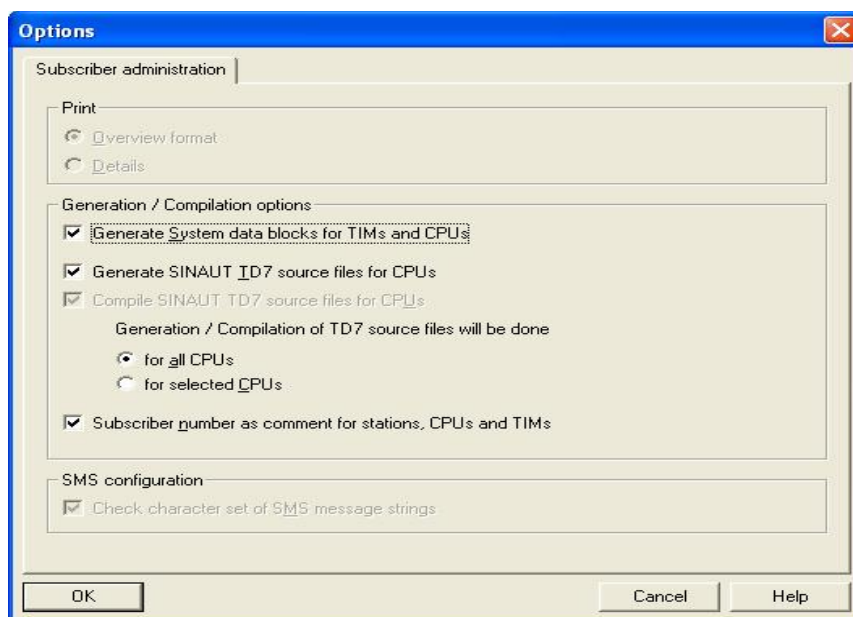 Options
Subscriber administration
Print
Overview format
Details
Generation / Compilation options
Generate System data blocks for TIMs and CPUs
Generate SINAUT TD7 source files for CPUs
Compile SINAUT TD7 source files for CPUs
Generation / Compilation of TD7 source files will be done
for all CPUs
for selected CPUs
Subscriber number as comment for stations, CPUs and TIMs
SMS configuration
Check character set of SMS message strings
OK Cancel Help